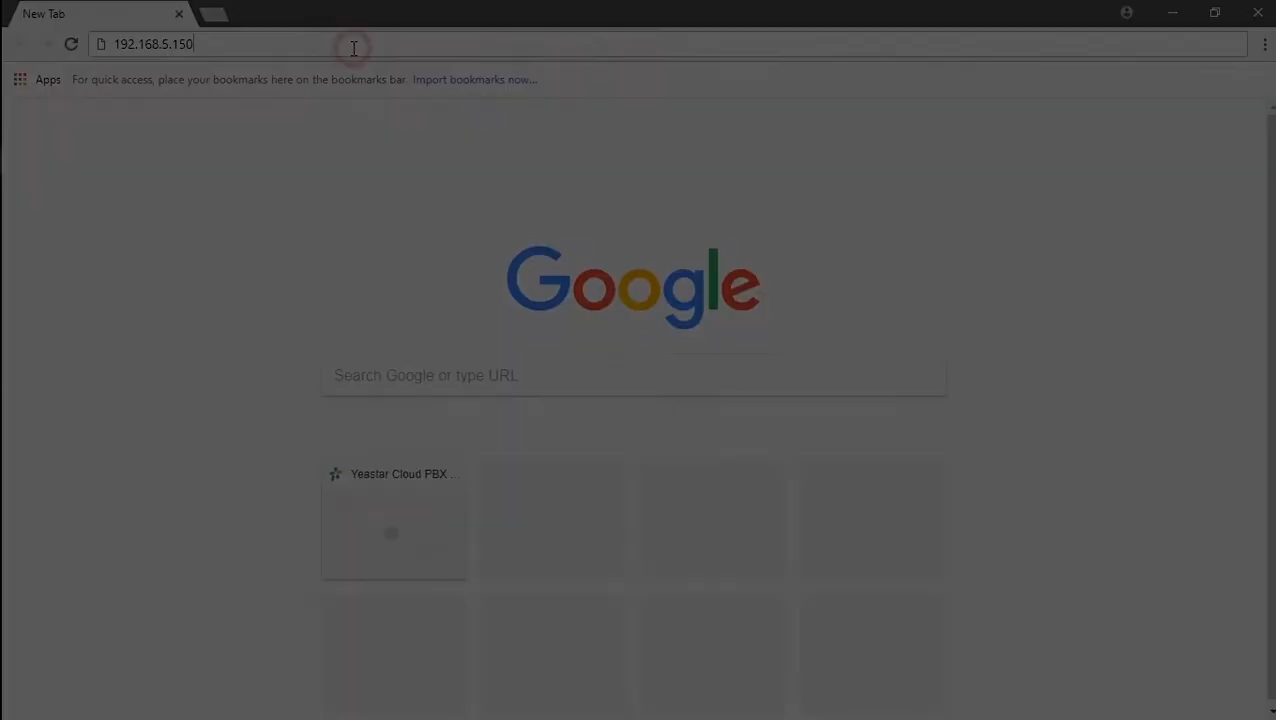 New Tab
192.168.5.150
Apps For quick access, place your bookmarks here on the bookmarks bar. Import bookmarks now...
Google
Search Google or type URL
Yeastar Cloud PBX ...